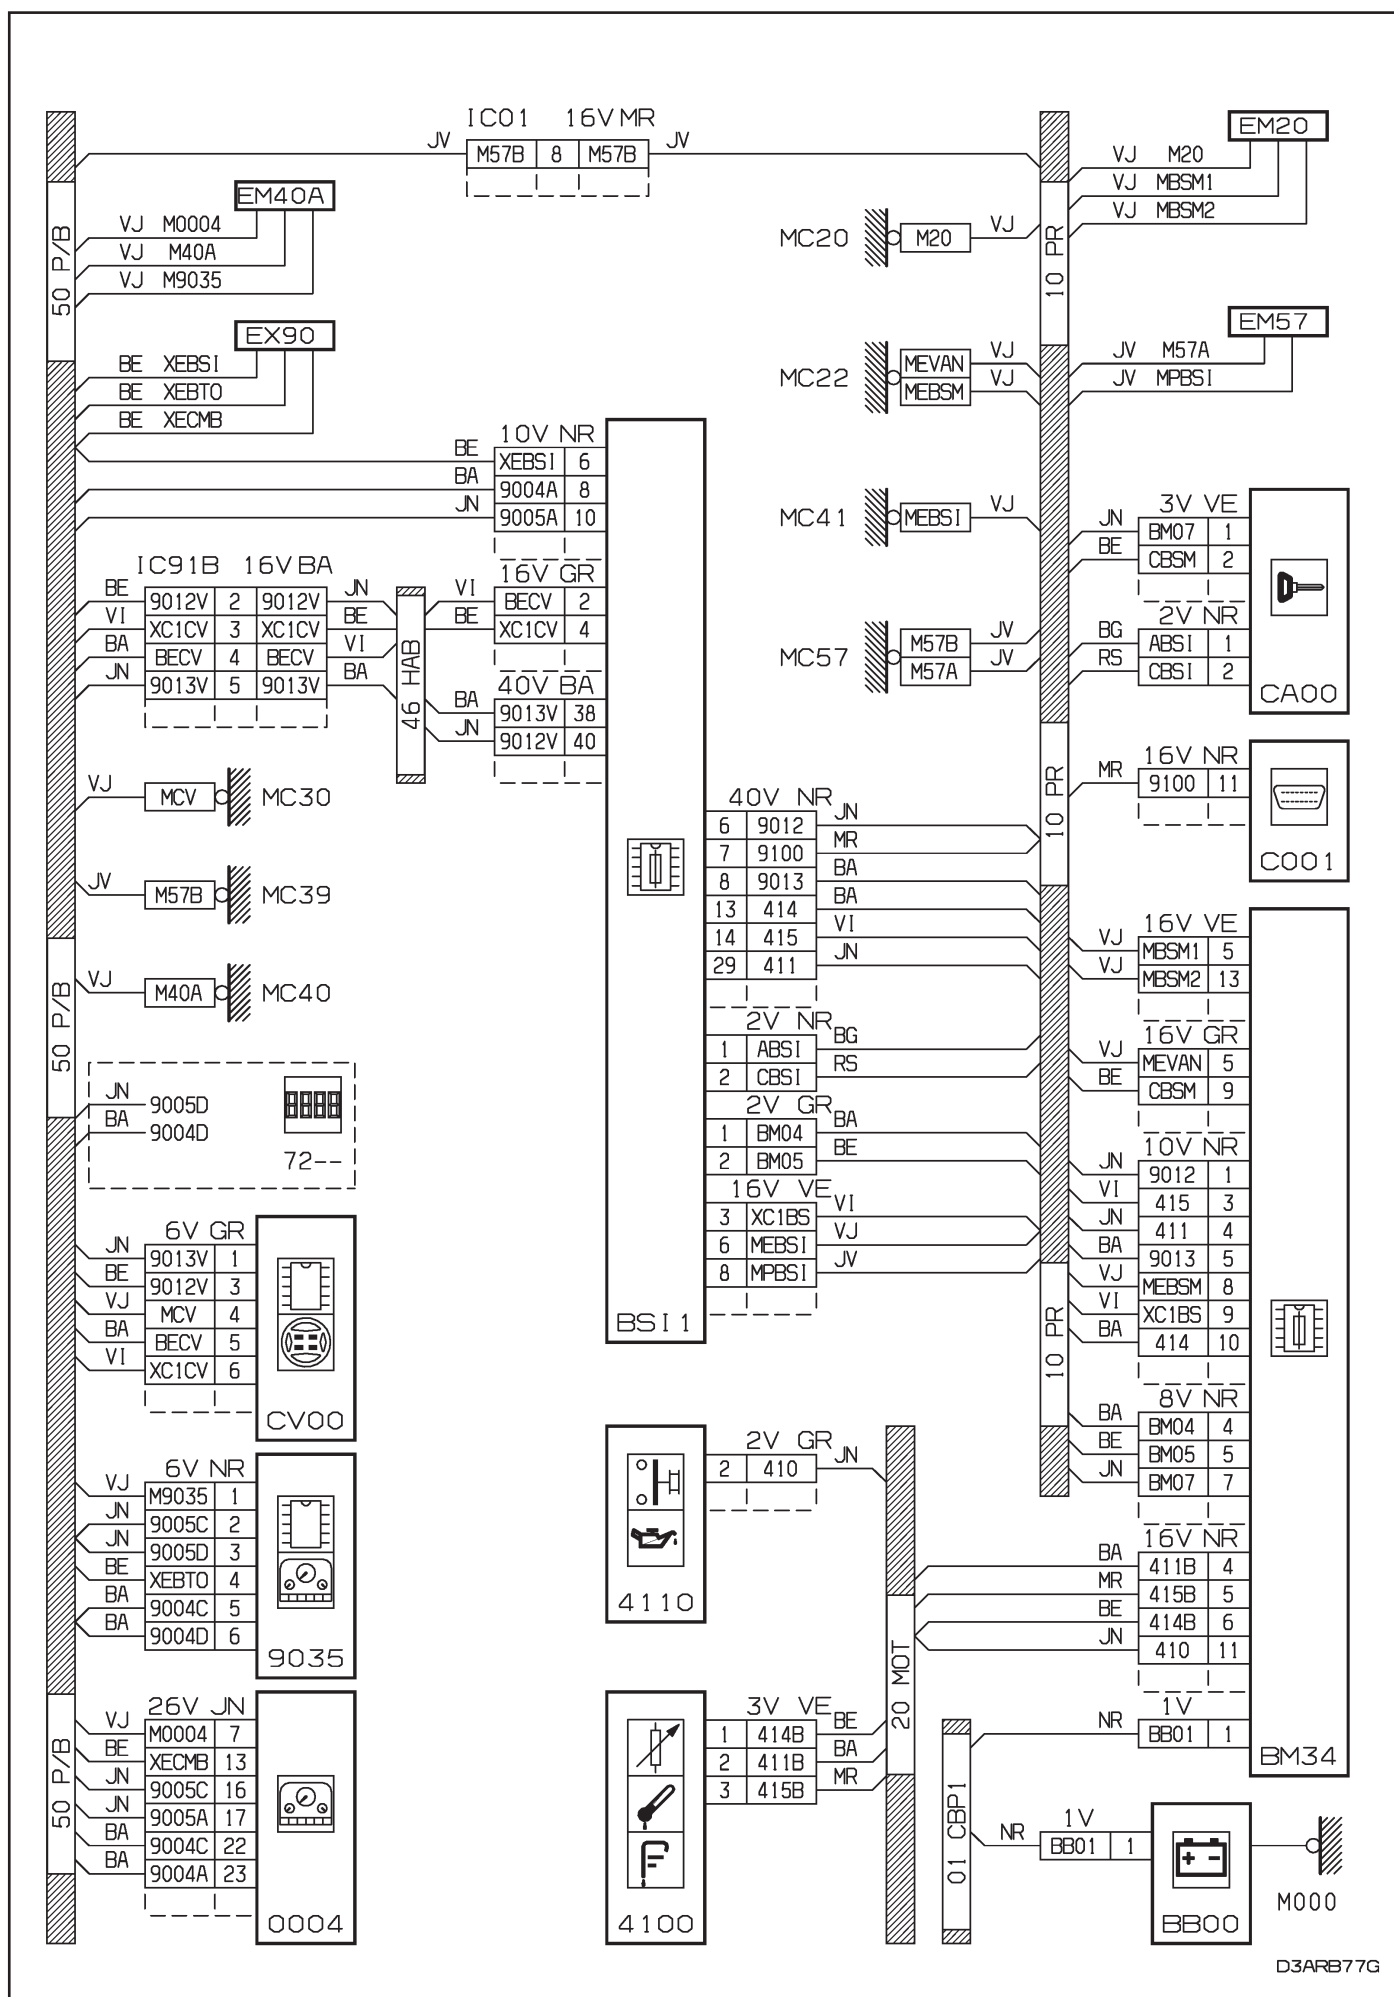 IC01 16V MR
JV M57B 8 M57B JV
EM20
VJ M20
VJ MBSM1
VJ MBSM2
EM40A
VJ M0004
VJ M40A
VJ M9035
50 P/B
MC20 M20 VJ
10 PR
EX90
BE XEBSI
BE XEBTO
BE XECMB
EM57
JV M57A
JV MPBSI
MC22 MEVAN VJ
MEBSM VJ
10V NR
BE XEBSI 6
BA 9004A 8
JN 9005A 10
MC41 MEBSI VJ
3V VE
JN BM07 1
BE CBSM 2
2V NR
BG ABSI 1
RS CBSI 2
CA00
IC91B 16V BA
BE 9012V 2 9012V JN
VI XC1CV 3 XC1CV BE
BA BECV 4 BECV VI
JN 9013V 5 9013V BA
46 HAB
16V GR
VI BECV 2
BE XC1CV 4
40V BA
BA 9013V 38
JN 9012V 40
MC57 M57B JV
M57A JV
VJ MCV MC30
JV M57B MC39
VJ M40A MC40
50 P/B
10 PR
16V NR
MR 9100 11
C001
40V NR
6 9012 JN
7 9100 MR
8 9013 BA
13 414 BA
14 415 VI
29 411 JN
2V NR
1 ABSI BG
2 CBSI RS
2V GR
1 BM04 BA
2 BM05 BE
16V VE
3 XC1BS VI
6 MEBSI VJ
8 MPBSI JV
BSI1
JN 9005D
BA 9004D
72--
6V GR
JN 9013V 1
BE 9012V 3
VJ MCV 4
BA BECV 5
VI XC1CV 6
CV00
16V VE
VJ MBSM1 5
VJ MBSM2 13
16V GR
VJ MEVAN 5
BE CBSM 9
10V NR
JN 9012 1
VI 415 3
JN 411 4
BA 9013 5
VJ MEBSM 8
VI XC1BS 9
BA 414 10
10 PR
8V NR
BA BM04 4
BE BM05 5
JN BM07 7
16V NR
BA 411B 4
MR 415B 5
BE 414B 6
JN 410 11
1V
NR BB01 1
BM34
6V NR
VJ M9035 1
JN 9005C 2
JN 9005D 3
BE XEBTO 4
BA 9004C 5
BA 9004D 6
9035
2V GR
2 410 JN
4110
20 MOT
50 P/B
26V JN
VJ M0004 7
BE XECMB 13
JN 9005C 16
JN 9005A 17
BA 9004C 22
BA 9004A 23
0004
3V VE
1 414B BE
2 411B BA
3 415B MR
4100
01 CBP1
1V
NR BB01 1
+ -
BB00
M000
D3ARB77G